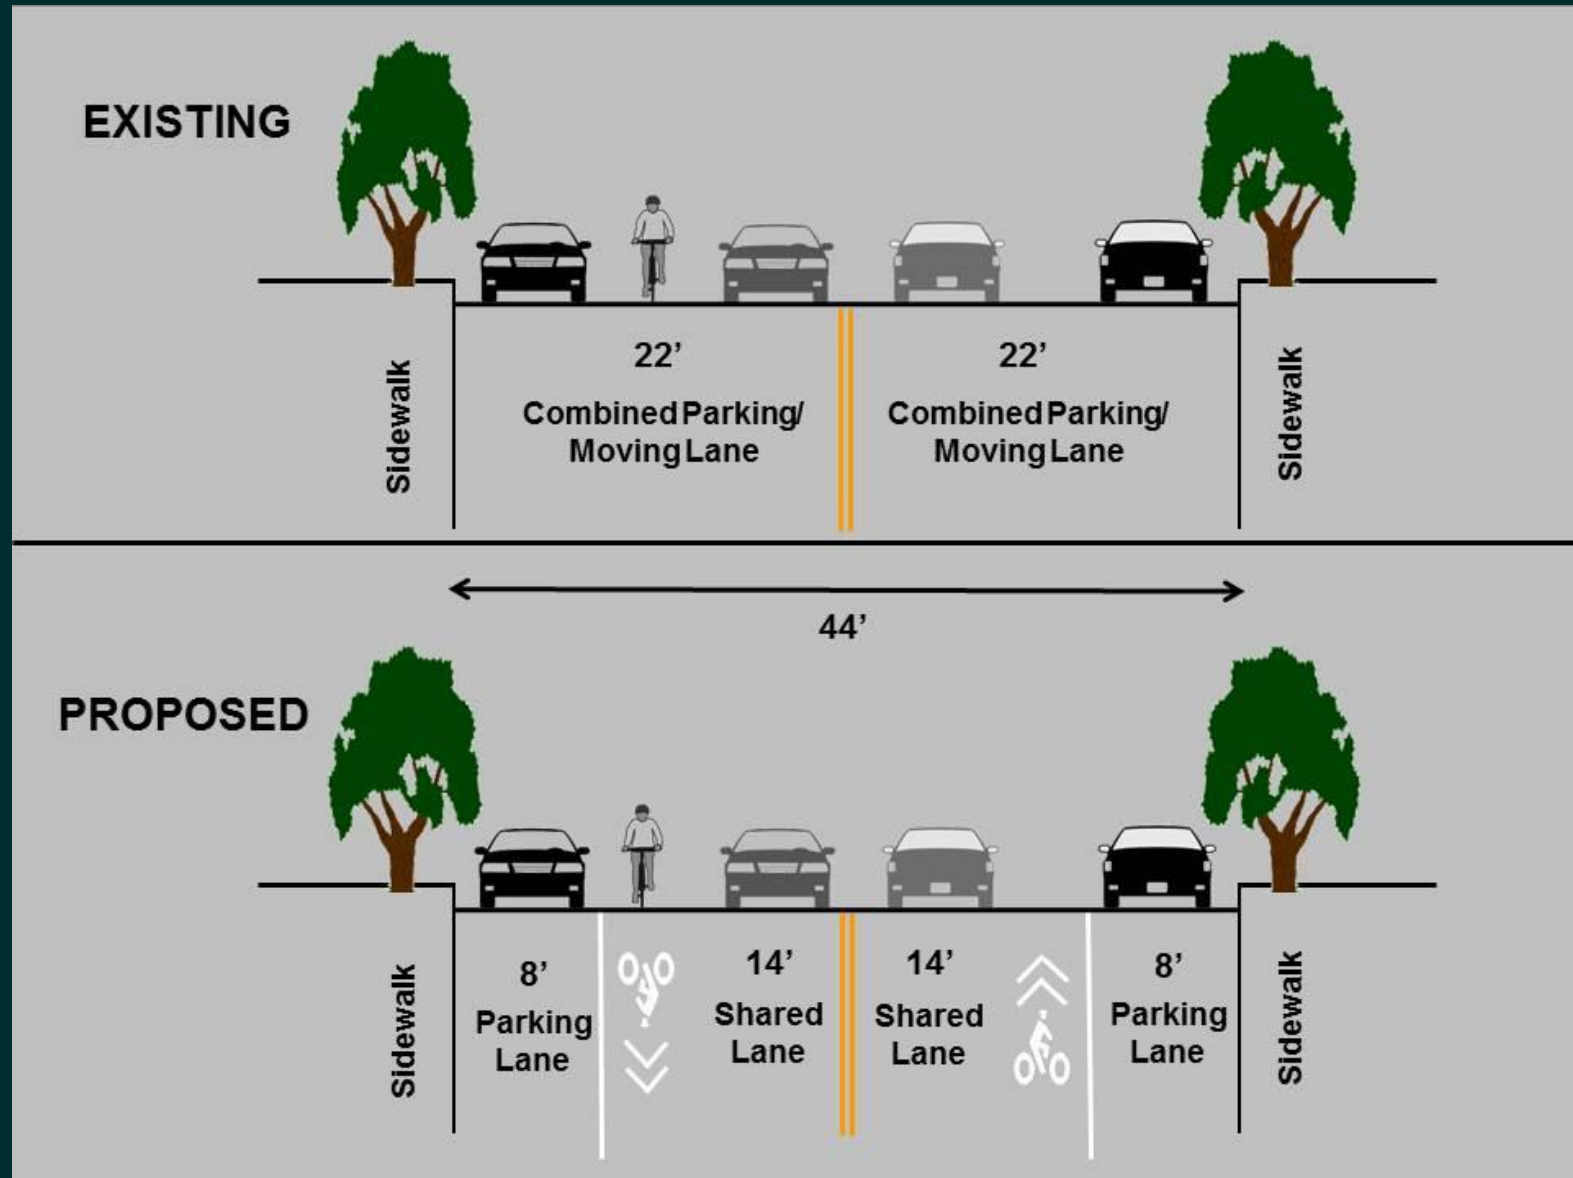 EXISTING
22’
Combined Parking/
Moving Lane
22’
Combined Parking/
Moving Lane
Sidewalk
Sidewalk
44’
PROPOSED
8’
Parking
Lane
14’
Shared
Lane
14’
Shared
Lane
8’
Parking
Lane
Sidewalk
Sidewalk